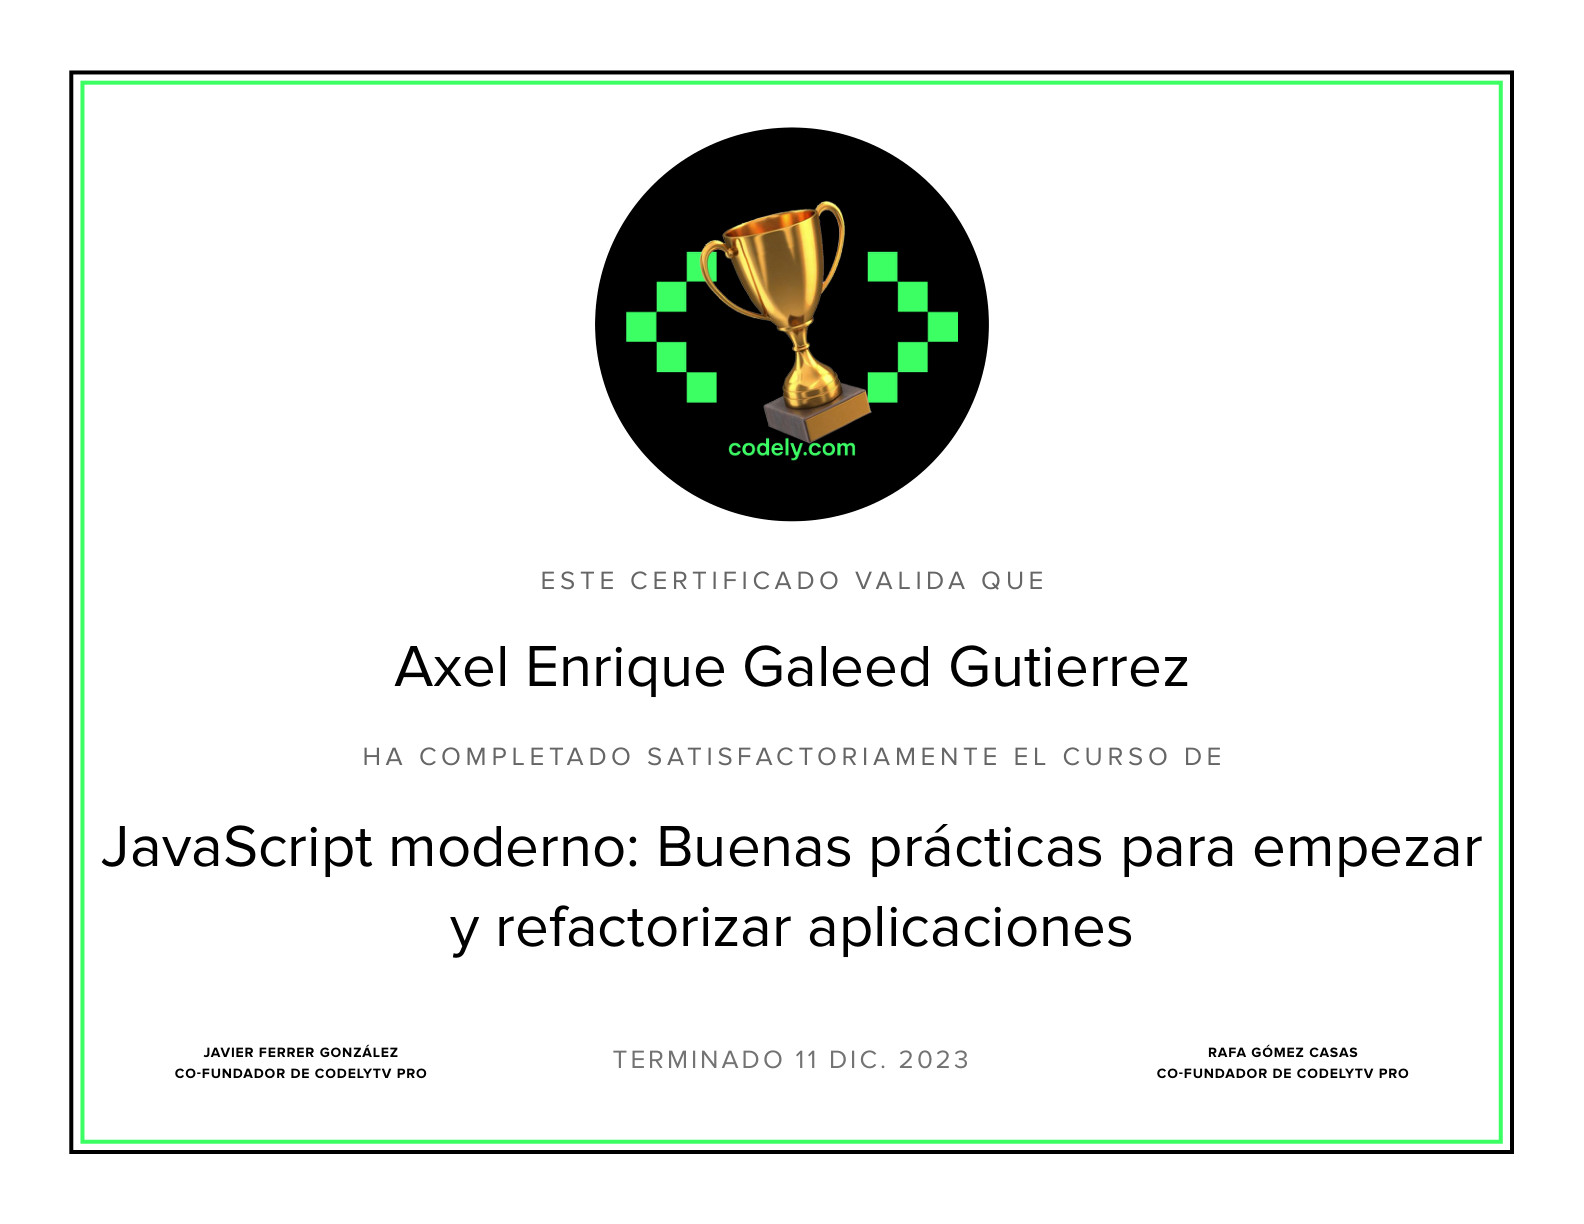 codely.com
ESTE CERTIFICADO VALIDA QUE
Axel Enrique Galeed Gutierrez
HA COMPLETADO SATISFACTORIAMENTE EL CURSO DE
JavaScript moderno: Buenas prácticas para empezar
y refactorizar aplicaciones
JAVIER FERRER GONZÁLEZ
CO-FUNDADOR DE CODELYTV PRO
TERMINADO 11 DIC. 2023
RAFA GÓMEZ CASAS
CO-FUNDADOR DE CODELYTV PRO